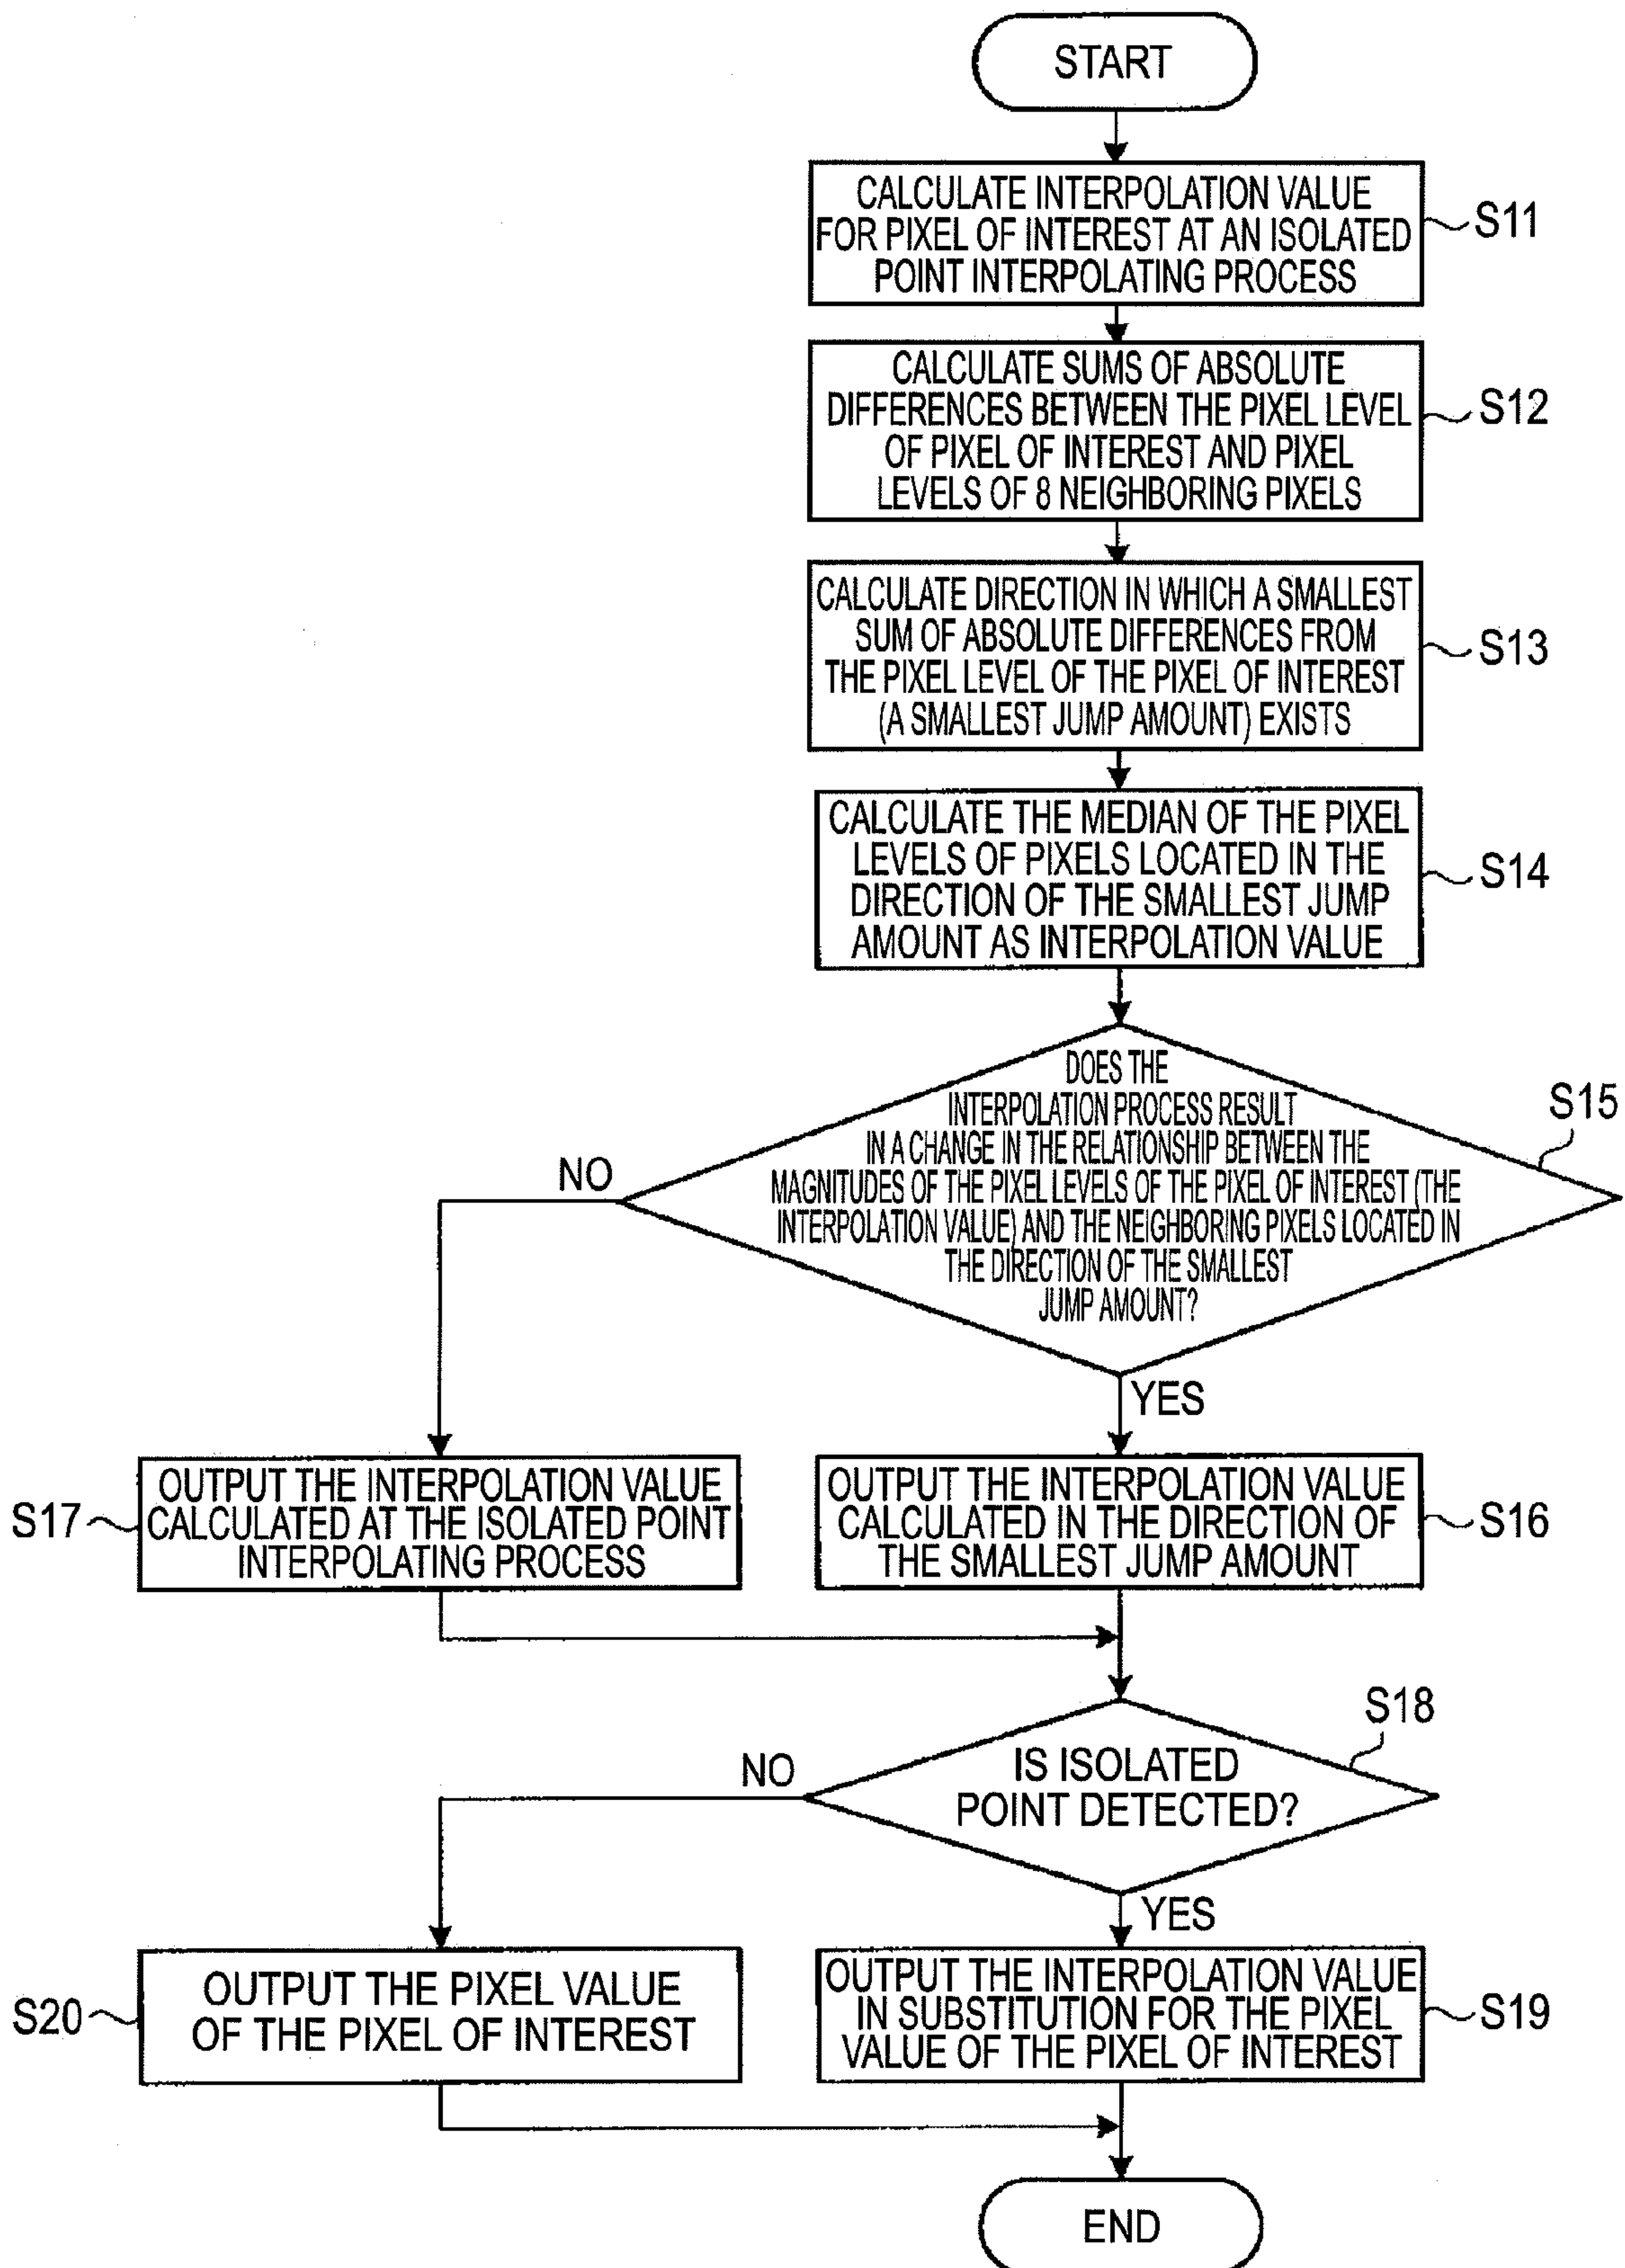 START
CALCULATE INTERPOLATION VALUE
FOR PIXEL OF INTEREST AT AN ISOLATED
POINT INTERPOLATING PROCESS
S11
CALCULATE SUMS OF ABSOLUTE
DIFFERENCES BETWEEN THE PIXEL LEVEL
OF PIXEL OF INTEREST AND PIXEL
LEVELS OF 8 NEIGHBORING PIXELS
S12
CALCULATE DIRECTION IN WHICH A SMALLEST
SUM OF ABSOLUTE DIFFERENCES FROM
THE PIXEL LEVEL OF THE PIXEL OF INTEREST
(A SMALLEST JUMP AMOUNT) EXISTS
S13
CALCULATE THE MEDIAN OF THE PIXEL
LEVELS OF PIXELS LOCATED IN THE
DIRECTION OF THE SMALLEST JUMP
AMOUNT AS INTERPOLATION VALUE
S14
DOES THE
INTERPOLATION PROCESS RESULT
IN A CHANGE IN THE RELATIONSHIP BETWEEN THE
MAGNITUDES OF THE PIXEL LEVELS OF THE PIXEL OF INTEREST (THE
INTERPOLATION VALUE) AND THE NEIGHBORING PIXELS LOCATED IN
THE DIRECTION OF THE SMALLEST
JUMP AMOUNT?
S15
NO
YES
OUTPUT THE INTERPOLATION VALUE
CALCULATED AT THE ISOLATED POINT
INTERPOLATING PROCESS
S17
OUTPUT THE INTERPOLATION VALUE
CALCULATED IN THE DIRECTION OF
THE SMALLEST JUMP AMOUNT
S16
IS ISOLATED
POINT DETECTED?
S18
NO
YES
OUTPUT THE PIXEL VALUE
OF THE PIXEL OF INTEREST
S20
OUTPUT THE INTERPOLATION VALUE
IN SUBSTITUTION FOR THE PIXEL
VALUE OF THE PIXEL OF INTEREST
S19
END